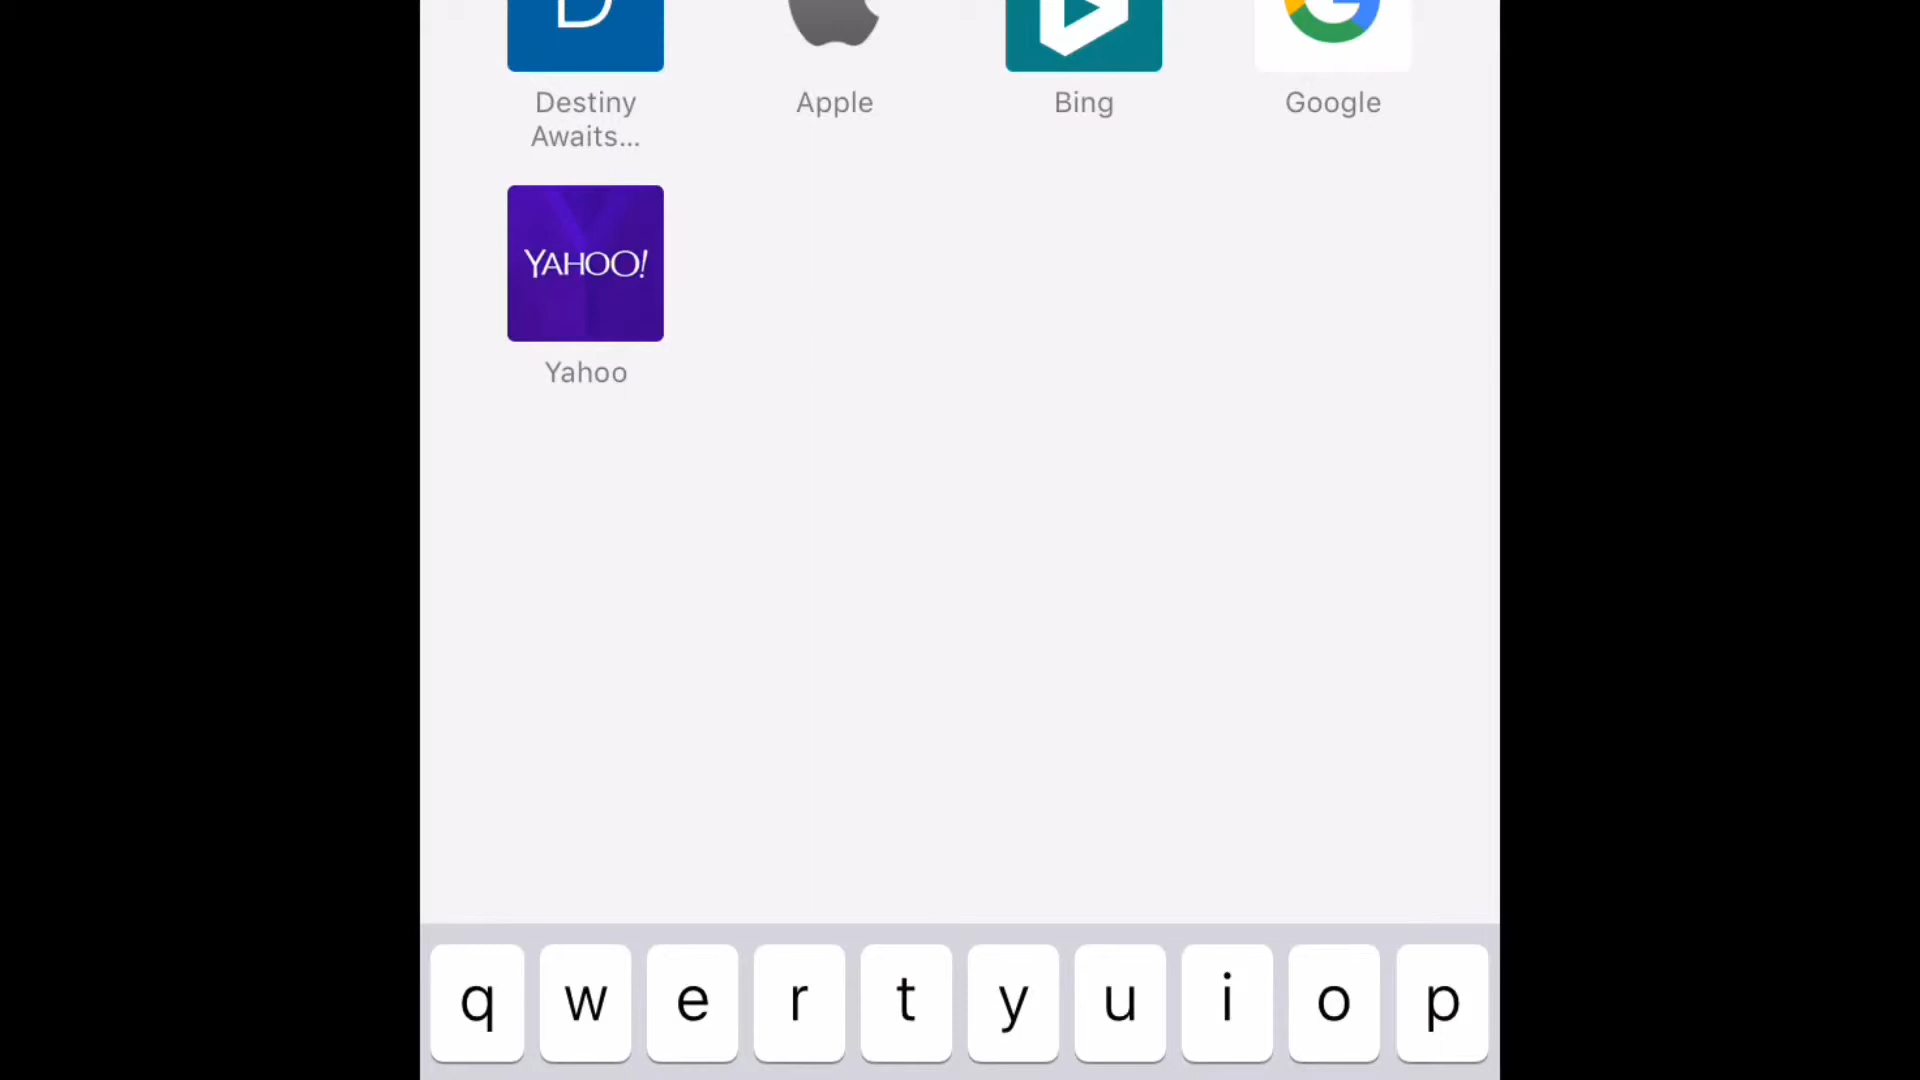 D
Destiny
Awaits...
Apple
Bing
Google
YAHOO!
Yahoo
q w e r t y u i o p